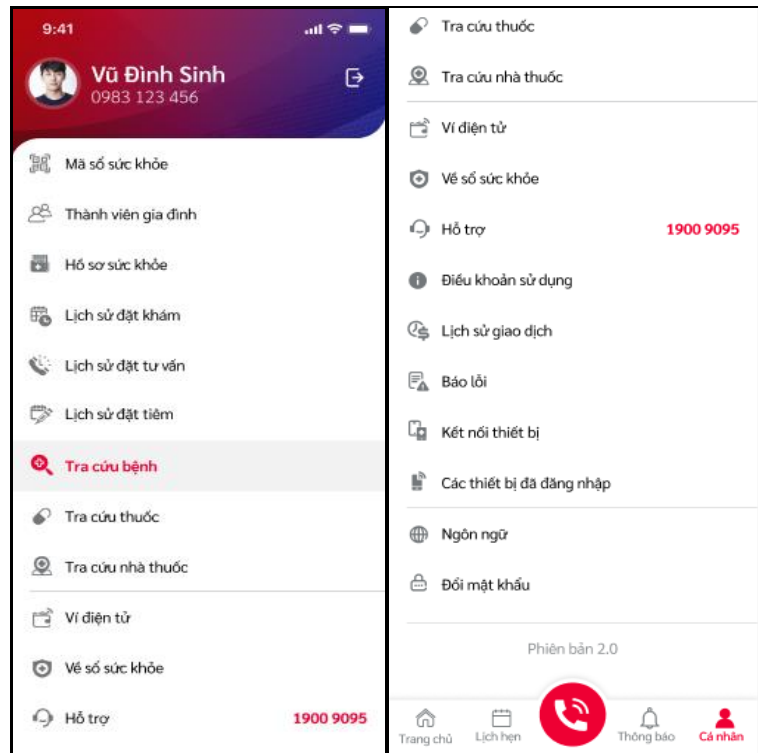 9:41
Vũ Đình Sinh
0983 123 456
Mã số sức khỏe
Thành viên gia đình
Hồ sơ sức khỏe
Lịch sử đặt khám
Lịch sử đặt tư vấn
Lịch sử đặt tiêm
Tra cứu bệnh
Tra cứu thuốc
Tra cứu nhà thuốc
Ví điện tử
Về sổ sức khỏe
Hỗ trợ 1900 9095
Tra cứu thuốc
Tra cứu nhà thuốc
Ví điện tử
Về sổ sức khỏe
Hỗ trợ 1900 9095
Điều khoản sử dụng
Lịch sử giao dịch
Báo lỗi
Kết nối thiết bị
Các thiết bị đã đăng nhập
Ngôn ngữ
Đổi mật khẩu
Phiên bản 2.0
Trang chủ Lịch hẹn Thông báo Cá nhân